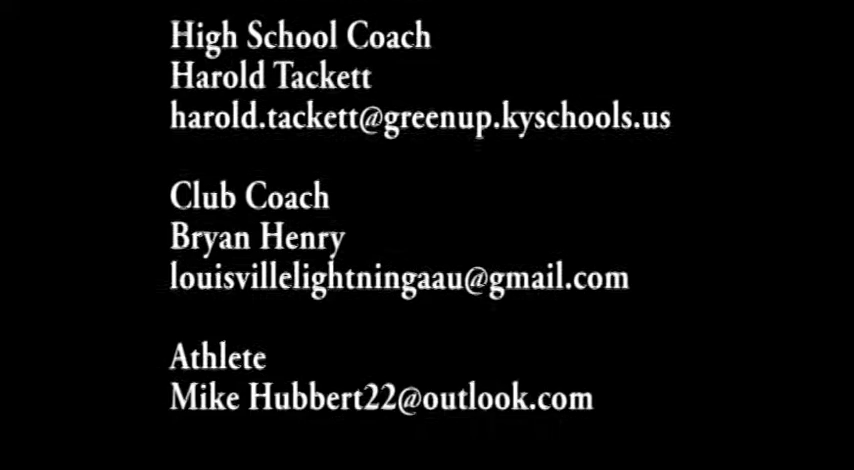 High School Coach
Harold Tackett
harold.tackett@greenup.kyschools.us
Club Coach
Bryan Henry
louisvillelightningaau@gmail.com
Athlete
Mike Hubbert22@outlook.com